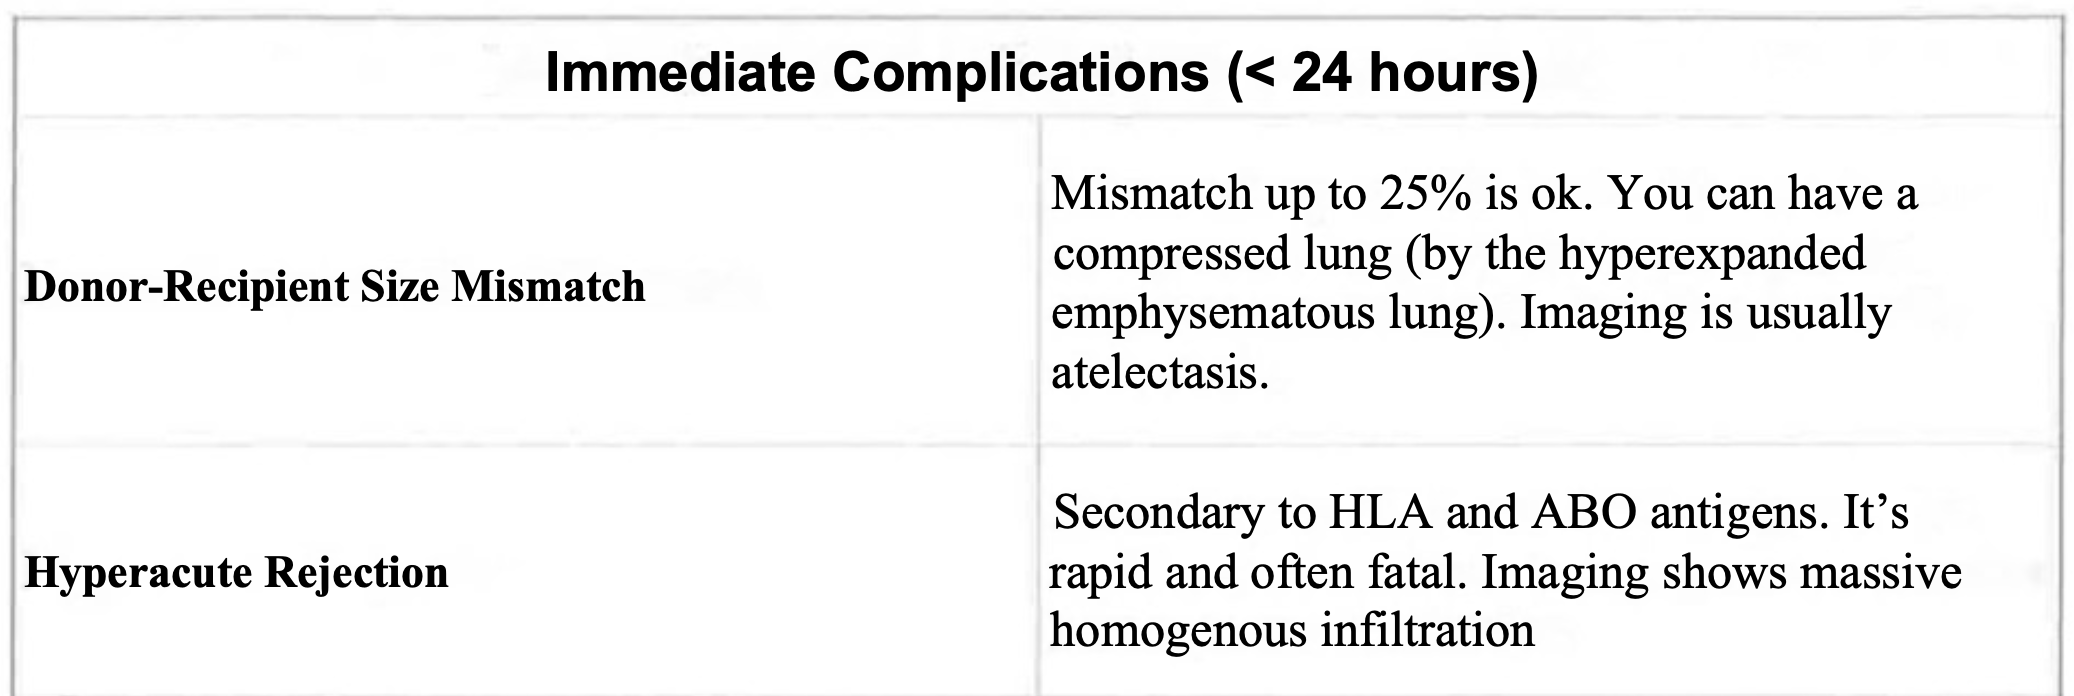 Immediate Complications (< 24 hours)
Donor-Recipient Size Mismatch
Mismatch up to 25% is ok. You can have a
compressed lung (by the hyperexpanded
emphysematous lung). Imaging is usually
atelectasis.
Hyperacute Rejection
Secondary to HLA and ABO antigens. It’s
rapid and often fatal. Imaging shows massive
homogenous infiltration